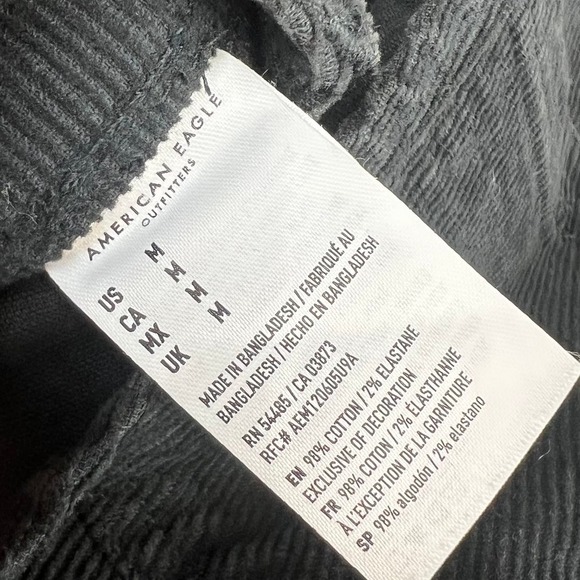 AMERICAN EAGLE
OUTFITTERS
US M
CA M
MX M
UK M
MADE IN BANGLADESH / FABRIQUÉ AU
BANGLADESH / HECHO EN BANGLADESH
RN 54485 / CA 03873
RFC# AEM120605U9A
EN 98% COTTON / 2% ELASTANE
EXCLUSIVE OF DECORATION
FR 98% COTON / 2% ÉLASTHANNE
À L'EXCEPTION DE LA GARNITURE
SP 98% algodón / 2% elastano